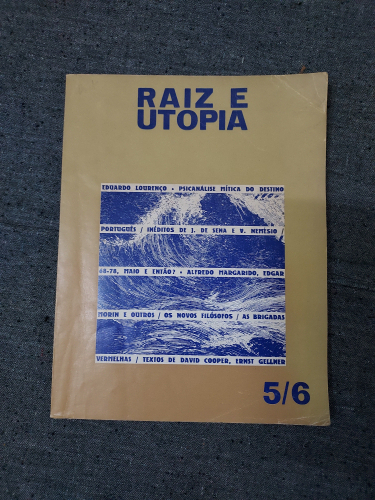 RAIZ E
UTOPIA
EDUARDO LOURENÇO • PSICANÁLISE MÍTICA DO DESTINO
PORTUGUÊS / INÉDITOS DE J. DE SENA E V. NEMÉSIO /
68-78, MAIO E ENTÃO? • ALFREDO MARGARIDO, EDGAR
MORIN E OUTROS / OS NOVOS FILÓSOFOS / AS BRIGADAS
VERMELHAS / TEXTOS DE DAVID COOPER, ERNST GELLNER
5/6